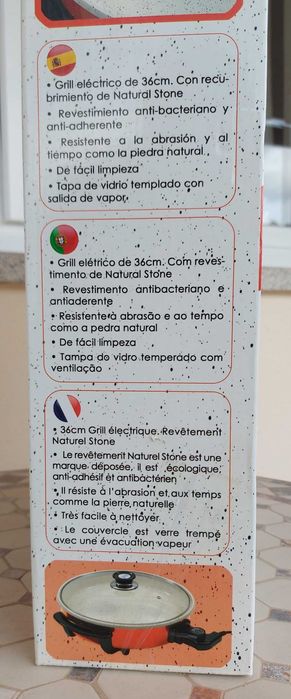 • Grill eléctrico de 36cm. Con recu-
brimiento de Natural Stone
• Revestimiento anti-bacteriano y
anti-adherente
• Resistente a la abrasión y al
tiempo como la piedra natural.
• De fácil limpieza
• Tapa de vidrio templado con
salida de vapor.
• Grill elétrico de 36cm. Com reves-
timento de Natural Stone
• Revestimento antibacteriano e
antiaderente
• Resistente à abrasão e ao tempo
como a pedra natural
• De fácil limpeza
• Tampa do vidro temperado com
ventilação
• 36cm Grill électrique. Revêtement
Naturel Stone
• Le revêtement Naturel Stone est une
marque déposée, il est écologique,
anti-adhésif ét antibactérien
• Il résiste à l'abrasion et aux temps
comme la pierre naturelle
• Très facile à nettoyer
• Le couvercle est verre trempé
avec une évacuation vapeur